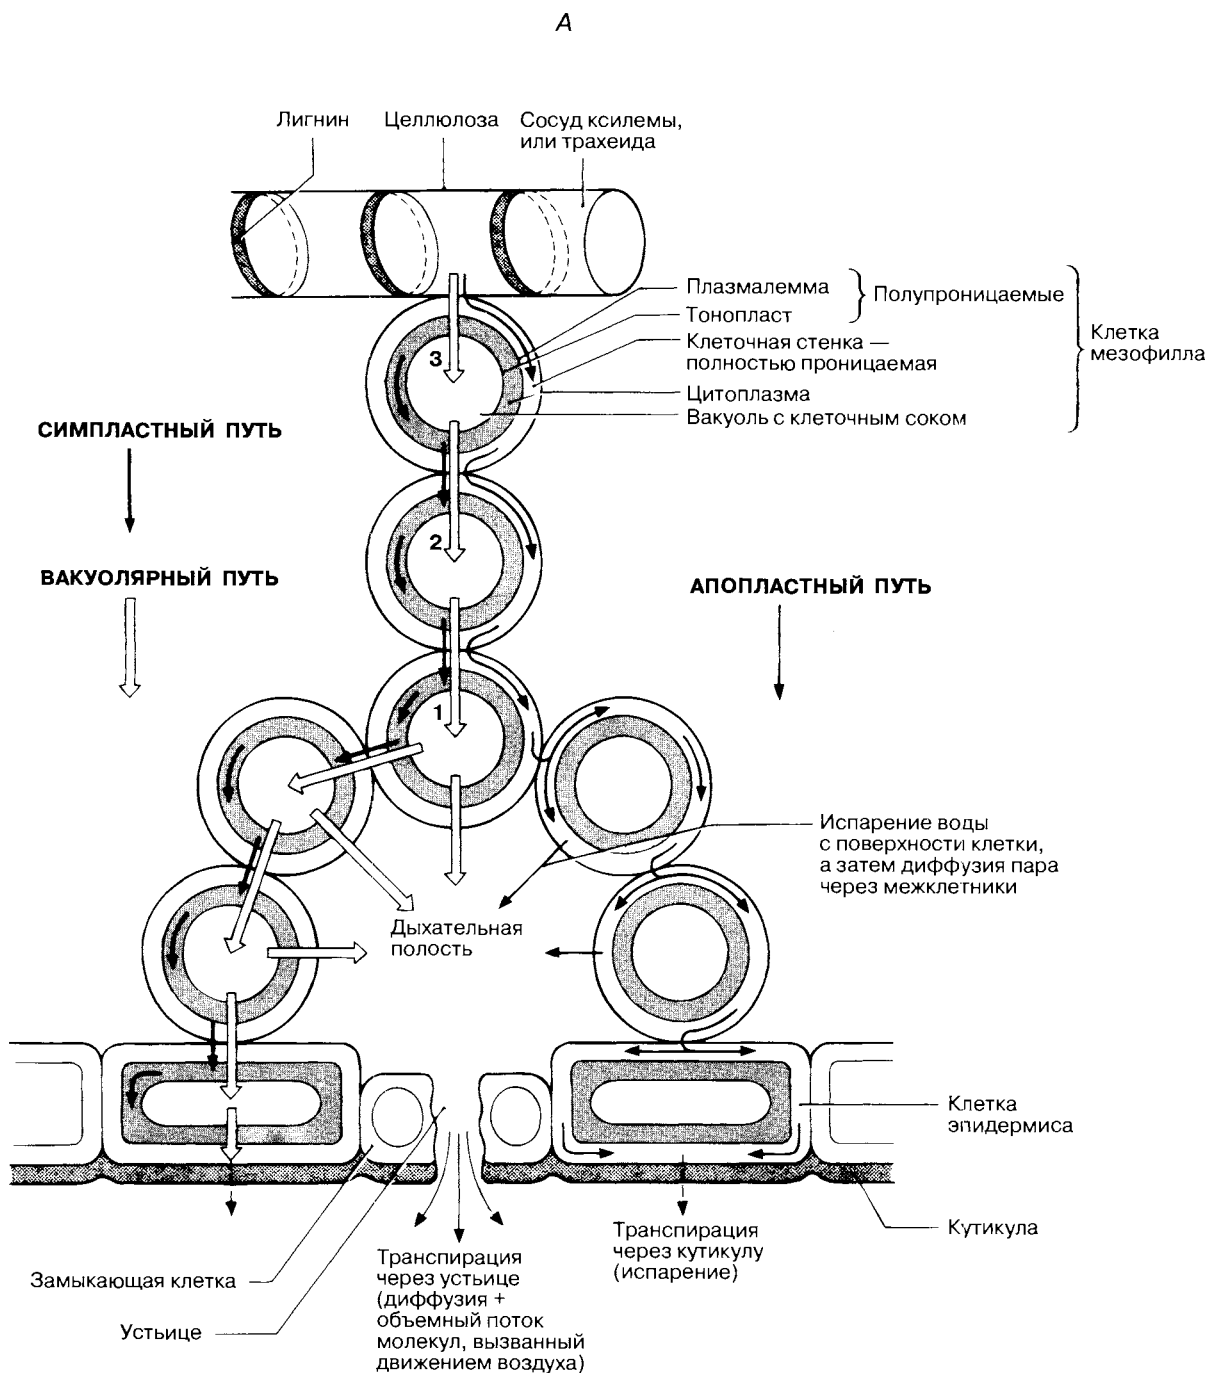 А
Лигнин
Целлюлоза
Сосуд ксилемы,
или трахеида
Плазмалемма
Полупроницаемые
Тонопласт
Клеточная стенка —
полностью проницаемая
Клетка
мезофилла
Цитоплазма
Вакуоль с клеточным соком
3
СИМПЛАСТНЫЙ ПУТЬ
2
ВАКУОЛЯРНЫЙ ПУТЬ
АПОПЛАСТНЫЙ ПУТЬ
1
Испарение воды
с поверхности клетки,
а затем диффузия пара
через межклетники
Дыхательная
полость
Клетка
эпидермиса
Кутикула
Транспирация
через кутикулу
(испарение)
Замыкающая клетка
Устьице
Транспирация
через устьице
(диффузия +
объемный поток
молекул, вызванный
движением воздуха)